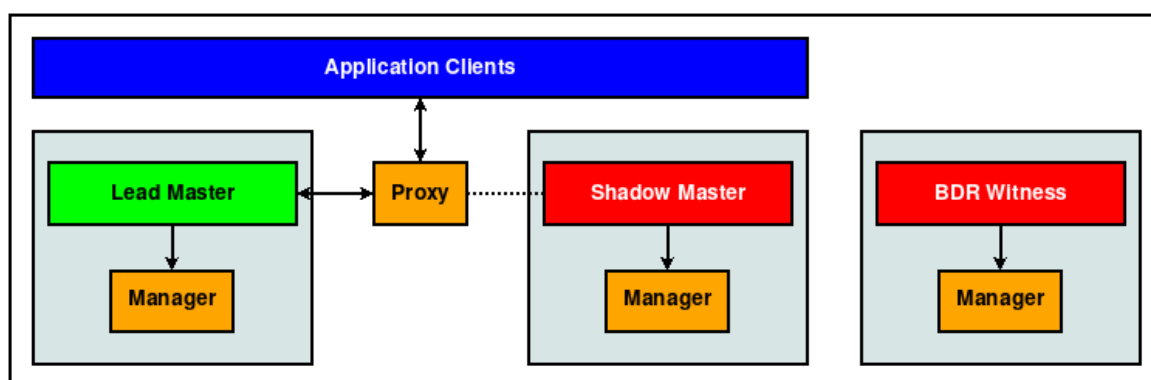 Application Clients
Lead Master
Proxy
Shadow Master
BDR Witness
Manager
Manager
Manager